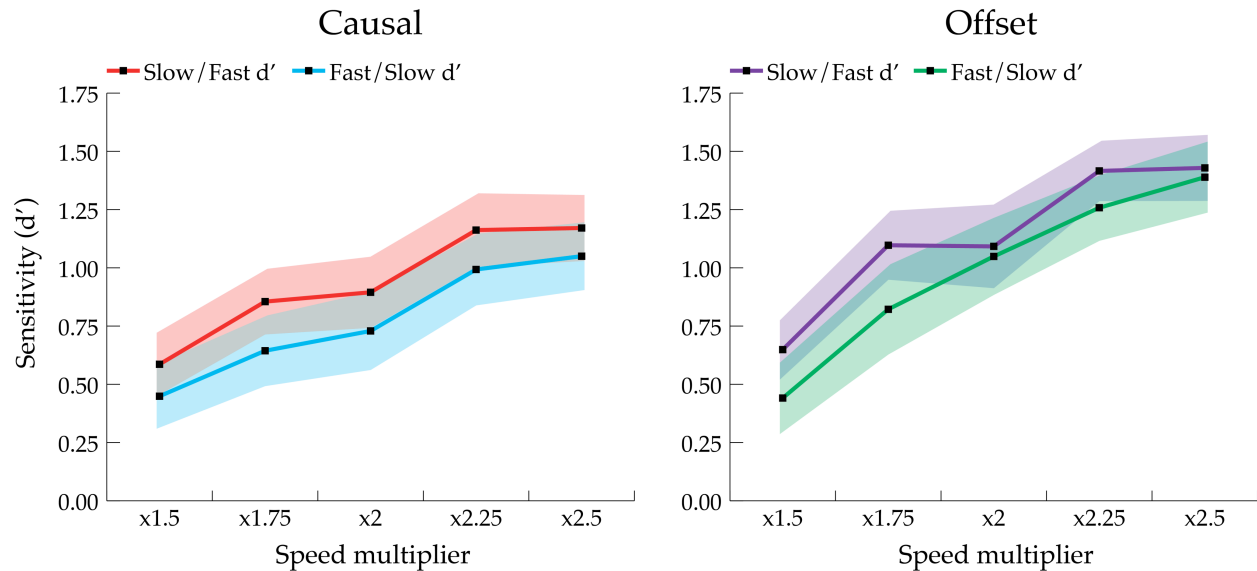 Causal
Slow/Fast d’
Fast/Slow d’
1.75
1.50
1.25
1.00
0.75
0.50
0.25
0.00
Sensitivity (d’)
x1.5
x1.75
x2
x2.25
x2.5
Speed multiplier
Offset
Slow/Fast d’
Fast/Slow d’
1.75
1.50
1.25
1.00
0.75
0.50
0.25
0.00
x1.5
x1.75
x2
x2.25
x2.5
Speed multiplier